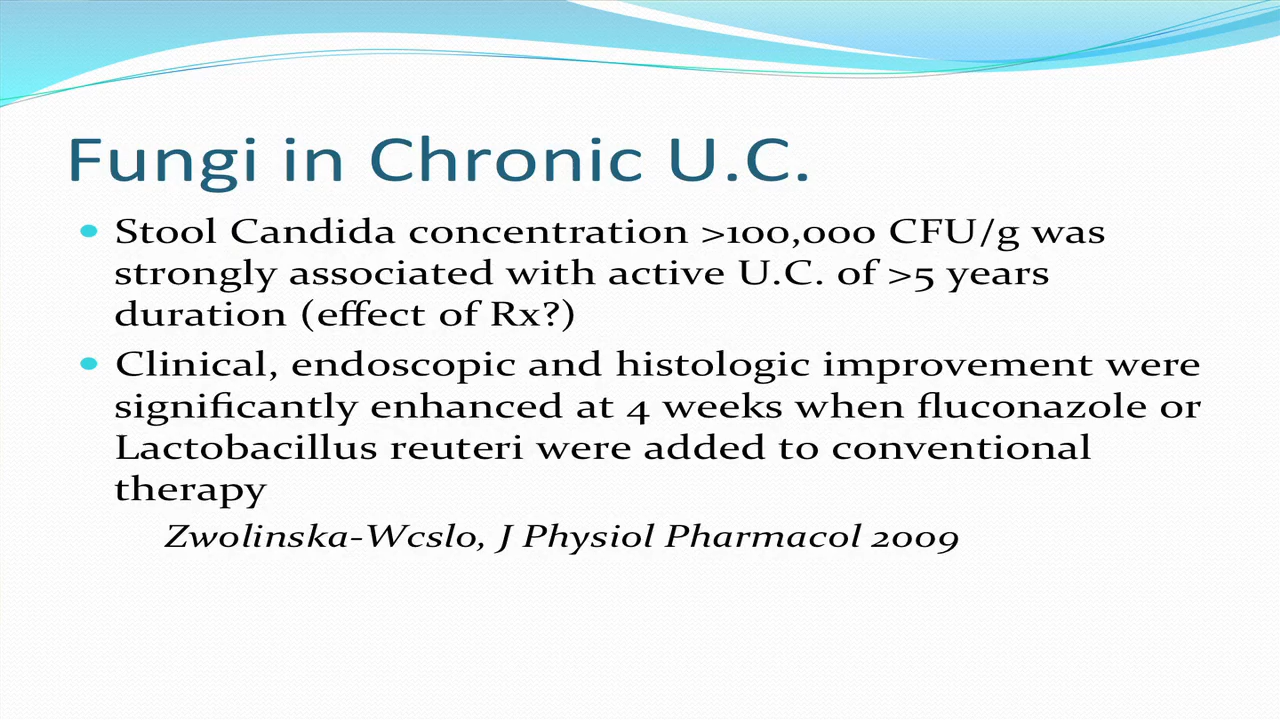 Fungi in Chronic U.C.
Stool Candida concentration >100,000 CFU/g was
strongly associated with active U.C. of >5 years
duration (effect of Rx?)
Clinical, endoscopic and histologic improvement were
significantly enhanced at 4 weeks when fluconazole or
Lactobacillus reuteri were added to conventional
therapy
Zwolinska-Wcslo, J Physiol Pharmacol 2009